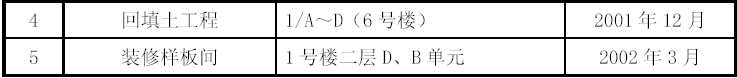 4 回填土工程 1/A～D（6号楼） 2001年12月
5 装修样板间 1号楼二层D、B单元 2002年3月